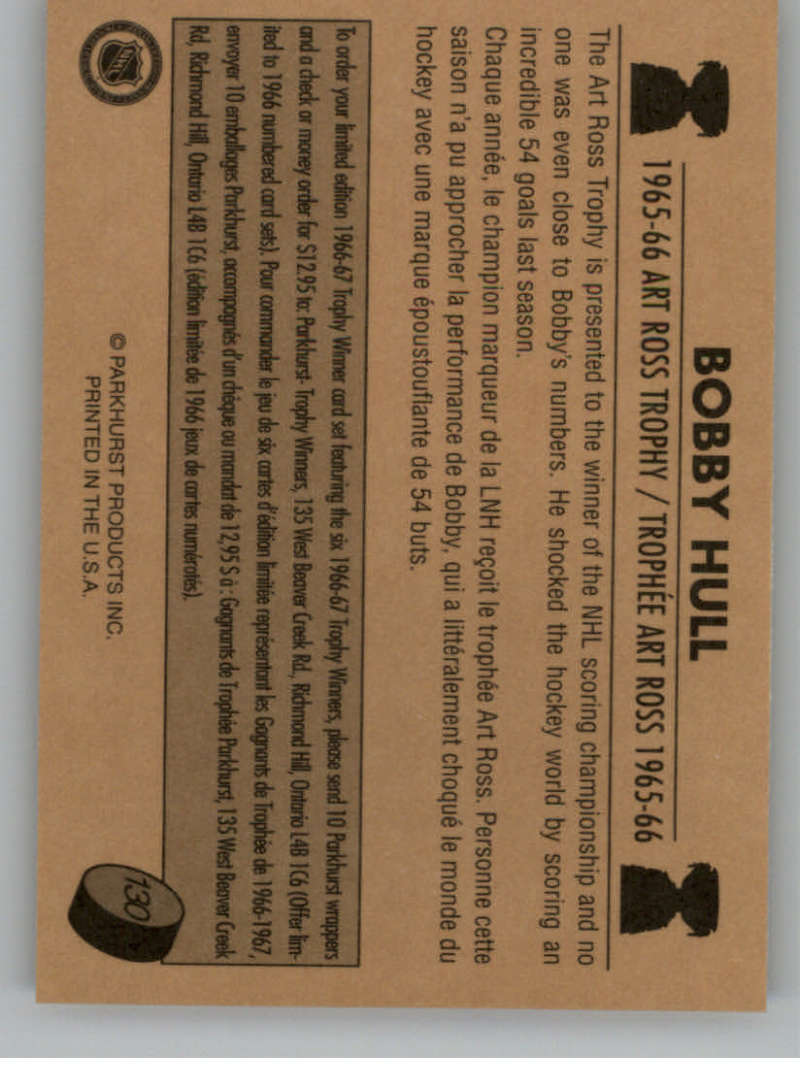 BOBBY HULL
1965-66 ART ROSS TROPHY / TROPHÉE ART ROSS 1965-66
The Art Ross Trophy is presented to the winner of the NHL scoring championship and no
one was even close to Bobby's numbers. He shocked the hockey world by scoring an
incredible 54 goals last season.
Chaque année, le champion marqueur de la LNH reçoit le trophée Art Ross. Personne cette
saison n'a pu approcher la performance de Bobby, qui a littéralement choqué le monde du
hockey avec une marque époustouflante de 54 buts.
To order your limited edition 1966-67 Trophy Winner card set featuring the six 1966-67 Trophy Winners, please send 10 Parkhurst wrappers
and a check or money order for $12.95 to: Parkhurst- Trophy Winners, 135 West Beaver Creek Rd., Richmond Hill, Ontario L4B 1C6 (Offer lim-
ited to 1966 numbered card sets). Pour commander le jeu de six cartes d'édition limitée représentant les Gagnants de Trophée de 1966-1967,
envoyer 10 emballages Parkhurst, accompagnés d'un chèque ou mandat de 12,95 $ à : Gagnants de Trophée Parkhurst, 135 West Beaver Creek
Rd, Richmond Hill, Ontario L4B 1C6 (édition limitée de 1966 jeux de cartes numérotés).
130
© PARKHURST PRODUCTS INC.
PRINTED IN THE U.S.A.
NHL